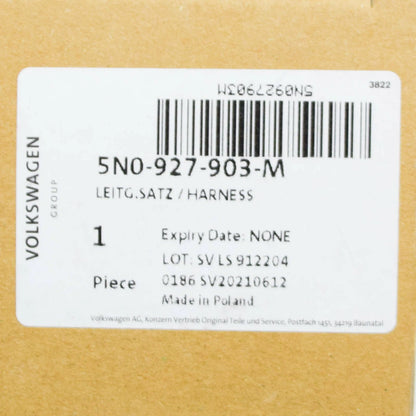 3822
5N0927903M
5N0-927-903-M
LEITG.SATZ / HARNESS
VOLKSWAGEN
GROUP
1 Expiry Date: NONE
LOT: SV LS 912204
Piece 0186 SV20210612
Made in Poland
Volkswagen AG, Konzern Vertrieb Original Teile und Service, Postfach 1451, 34219 Baunatal